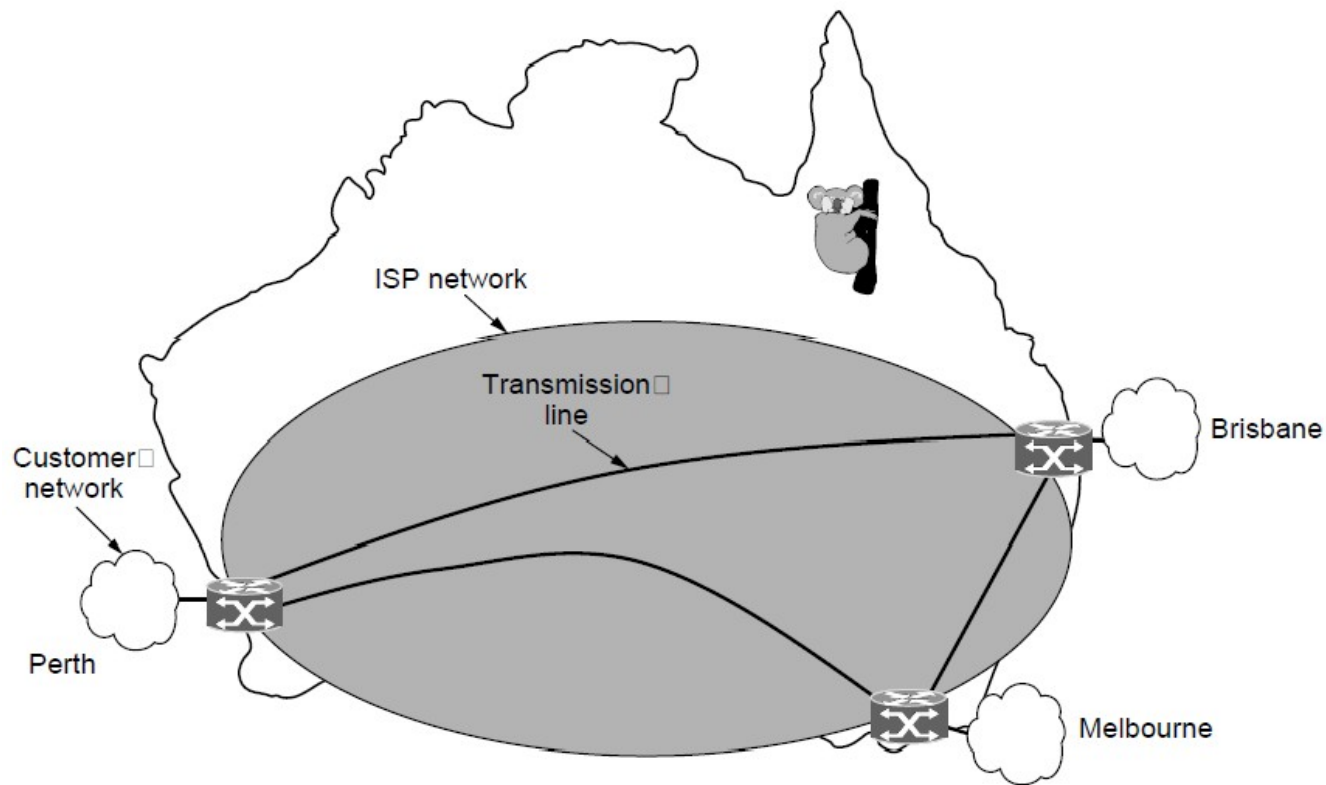 ISP network
Transmission□
line
Customer□
network
Brisbane
Perth
Melbourne